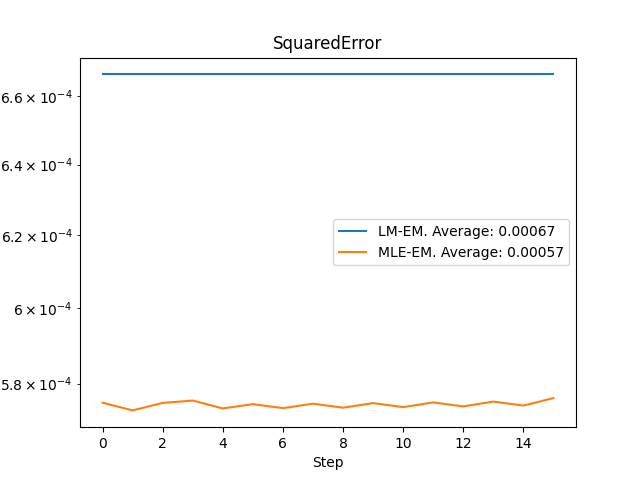 SquaredError
6.6 × 10⁻⁴
6.4 × 10⁻⁴
6.2 × 10⁻⁴
6 × 10⁻⁴
5.8 × 10⁻⁴
LM-EM. Average: 0.00067
MLE-EM. Average: 0.00057
0 2 4 6 8 10 12 14
Step